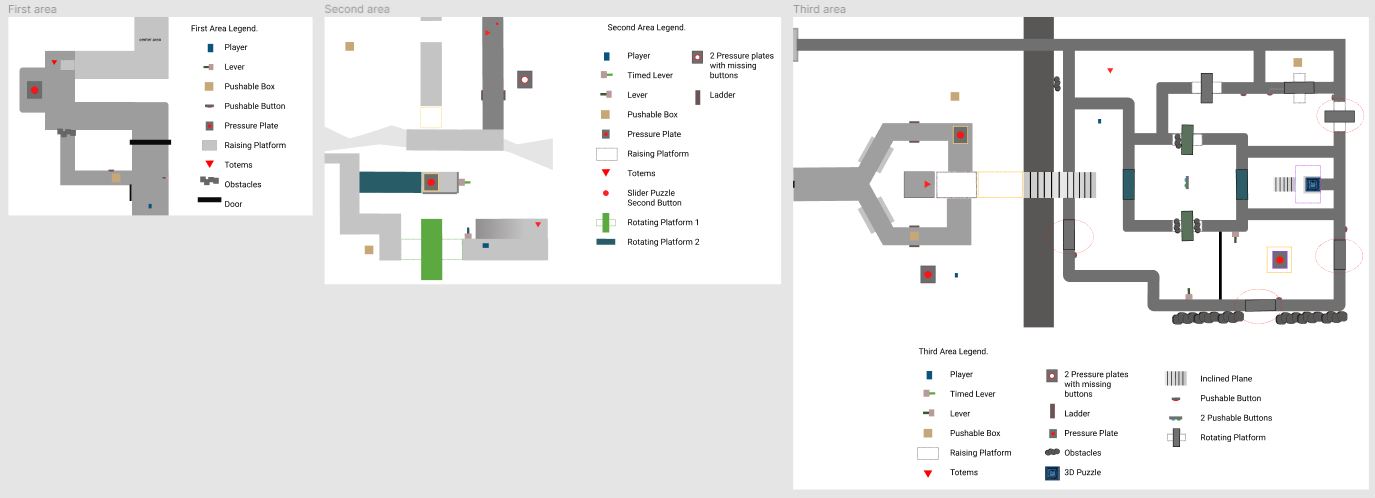 First area
Second area
Third area
center area
First Area Legend.
Player
Lever
Pushable Box
Pushable Button
Pressure Plate
Raising Platform
Totems
Obstacles
Door
Second Area Legend.
Player
Timed Lever
Lever
Pushable Box
Pressure Plate
Raising Platform
Totems
Slider Puzzle
Second Button
Rotating Platform 1
Rotating Platform 2
2 Pressure plates
with missing
buttons
Ladder
Third Area Legend.
Player
Timed Lever
Lever
Pushable Box
Raising Platform
Totems
2 Pressure plates
with missing
buttons
Ladder
Pressure Plate
Obstacles
3D Puzzle
Inclined Plane
Pushable Button
2 Pushable Buttons
Rotating Platform